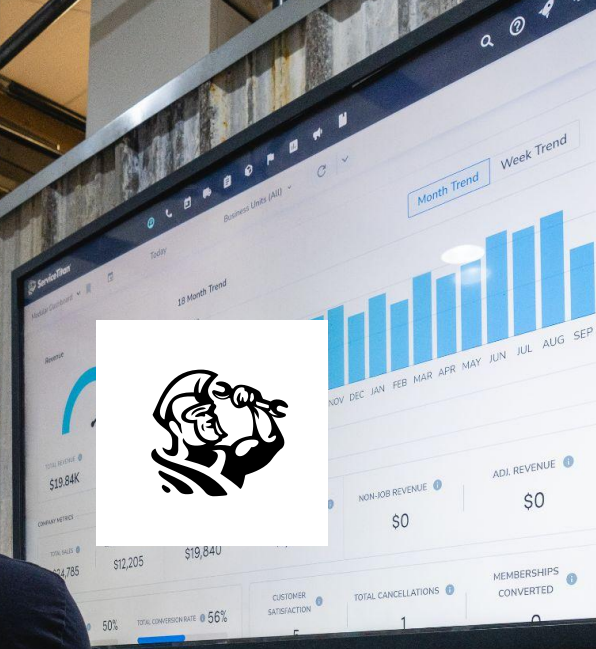 Month Trend Week Trend
Business Units (All)
Today
ServiceTitan
Modular Dashboard
18 Month Trend
Revenue
NOV DEC JAN FEB MAR APR MAY JUN JUL AUG SEP
TOTAL REVENUE
$19.84K
NON-JOB REVENUE
$0
ADJ. REVENUE
$0
COMPANY METRICS
TOTAL SALES
$12,205
$19,840
CUSTOMER
SATISFACTION
TOTAL CANCELLATIONS
1
MEMBERSHIPS
CONVERTED
50%
TOTAL CONVERSION RATE 56%